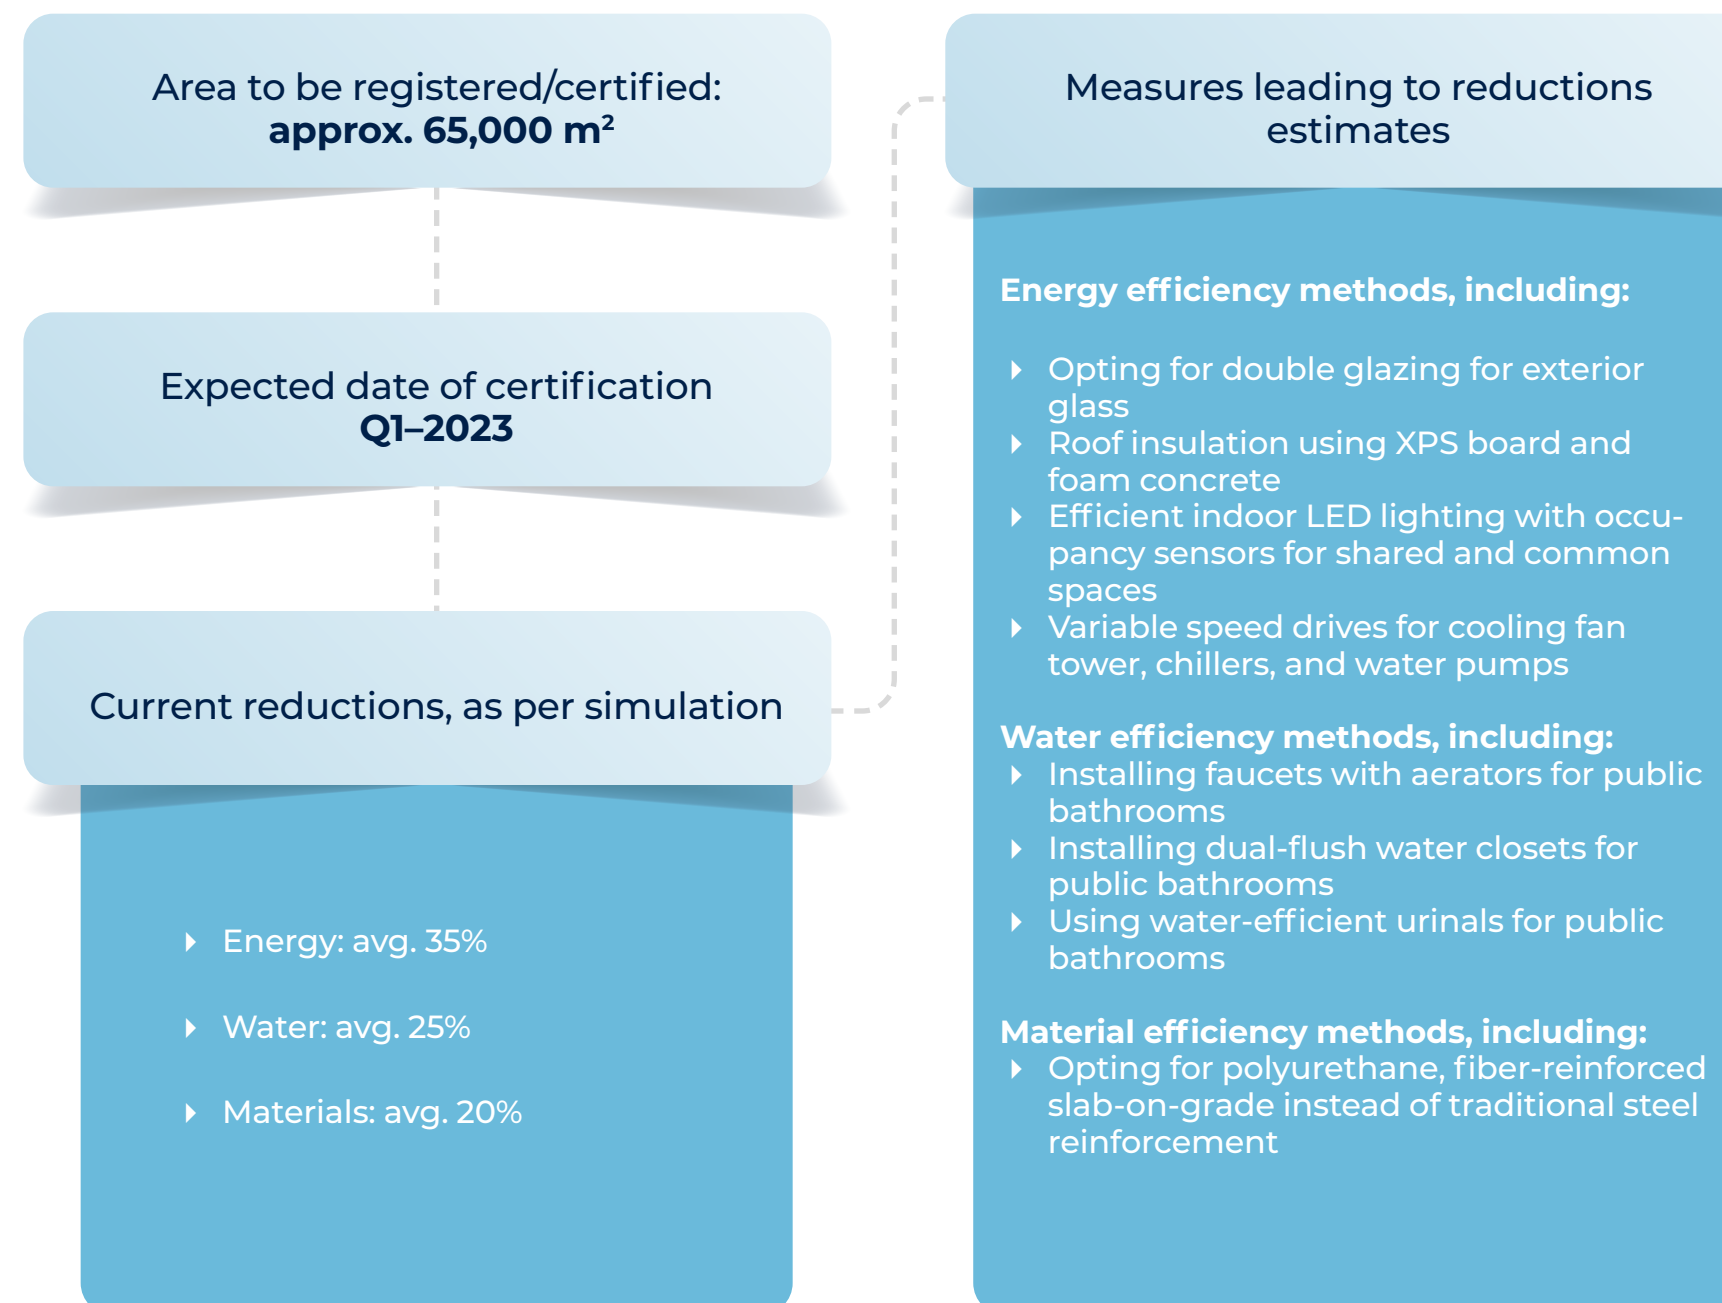 Area to be registered/certified:
approx. 65,000 m²
Expected date of certification
Q1–2023
Current reductions, as per simulation
Energy: avg. 35%
Water: avg. 25%
Materials: avg. 20%
Measures leading to reductions
estimates
Energy efficiency methods, including:
Opting for double glazing for exterior
glass
Roof insulation using XPS board and
foam concrete
Efficient indoor LED lighting with occu-
pancy sensors for shared and common
spaces
Variable speed drives for cooling fan
tower, chillers, and water pumps
Water efficiency methods, including:
Installing faucets with aerators for public
bathrooms
Installing dual-flush water closets for
public bathrooms
Using water-efficient urinals for public
bathrooms
Material efficiency methods, including:
Opting for polyurethane, fiber-reinforced
slab-on-grade instead of traditional steel
reinforcement